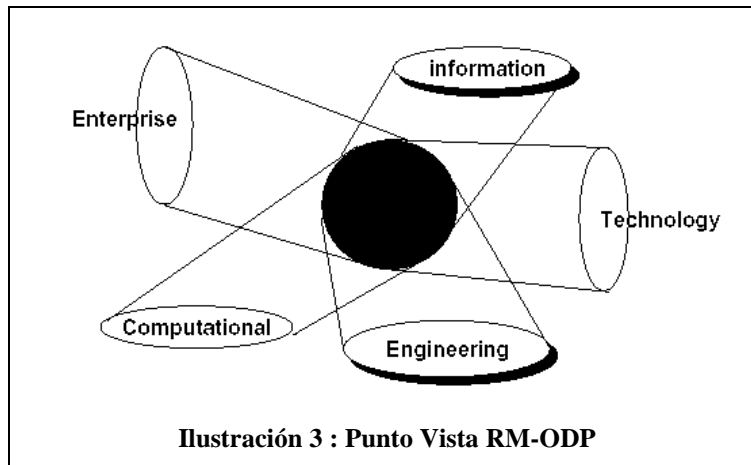 information
Enterprise
Technology
Computational
Engineering
Ilustración 3 : Punto Vista RM-ODP